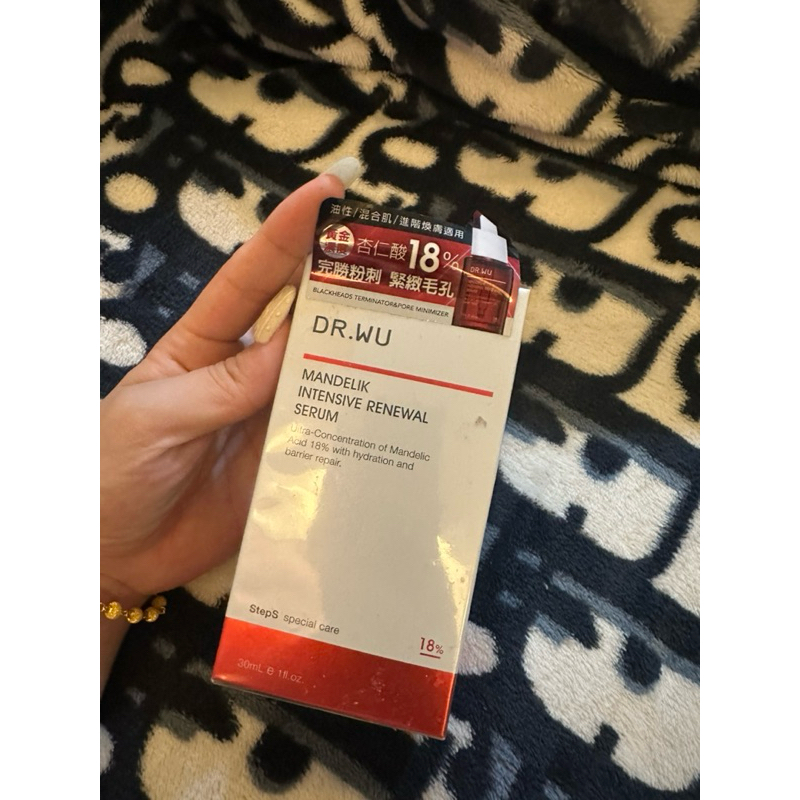 油性/混合肌/進階煥膚適用
黃金
杏仁酸18%
完勝粉刺 緊緻毛孔
BLACKHEADS TERMINATOR&PORE MINIMIZER
DR.WU
DR.WU
MANDELIK
INTENSIVE RENEWAL
SERUM
Ultra-Concentration of Mandelic
Acid 18% with hydration and
barrier repair.
StepS special care
18%
30mL e 1fl.oz.